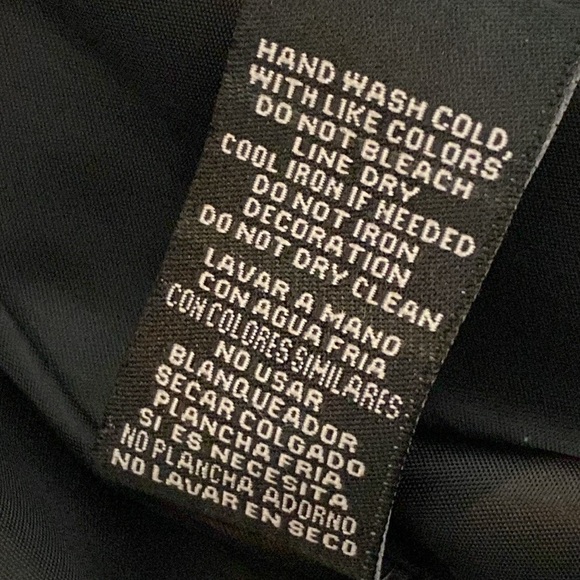 HAND WASH COLD,
WITH LIKE COLORS
DO NOT BLEACH
LINE DRY
COOL IRON IF NEEDED
DO NOT IRON
DECORATION
DO NOT DRY CLEAN
LAVAR A MANO
CON AGUA FRIA
CON COLORES SIMILARES
NO USAR
BLANQUEADOR
SECAR COLGADO
PLANCHA FRIA
SI ES NECESITA
NO PLANCHA ADORNO
NO LAVAR EN SECO